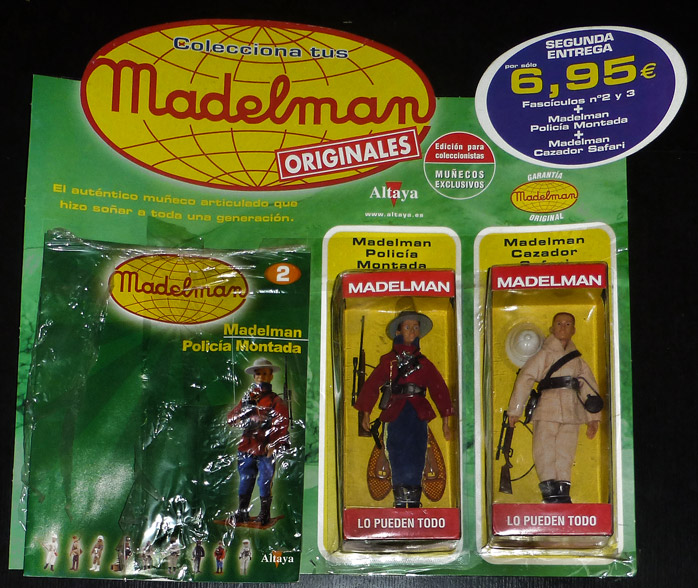 Colecciona tus
Madelman
ORIGINALES
SEGUNDA
ENTREGA
por sólo
6,95€
Fascículos nº2 y 3
+
Madelman
Policía Montada
+
Madelman
Cazador Safari
Edición para
coleccionistas
MUÑECOS
EXCLUSIVOS
Altaya
www.altaya.es
GARANTÍA
Madelman
ORIGINAL
El auténtico muñeco articulado que
hizo soñar a toda una generación.
Madelman
2
Madelman
Policía Montada
Altaya
Madelman
Policía
Montada
MADELMAN
LO PUEDEN TODO
Madelman
Cazador
Safari
MADELMAN
LO PUEDEN TODO